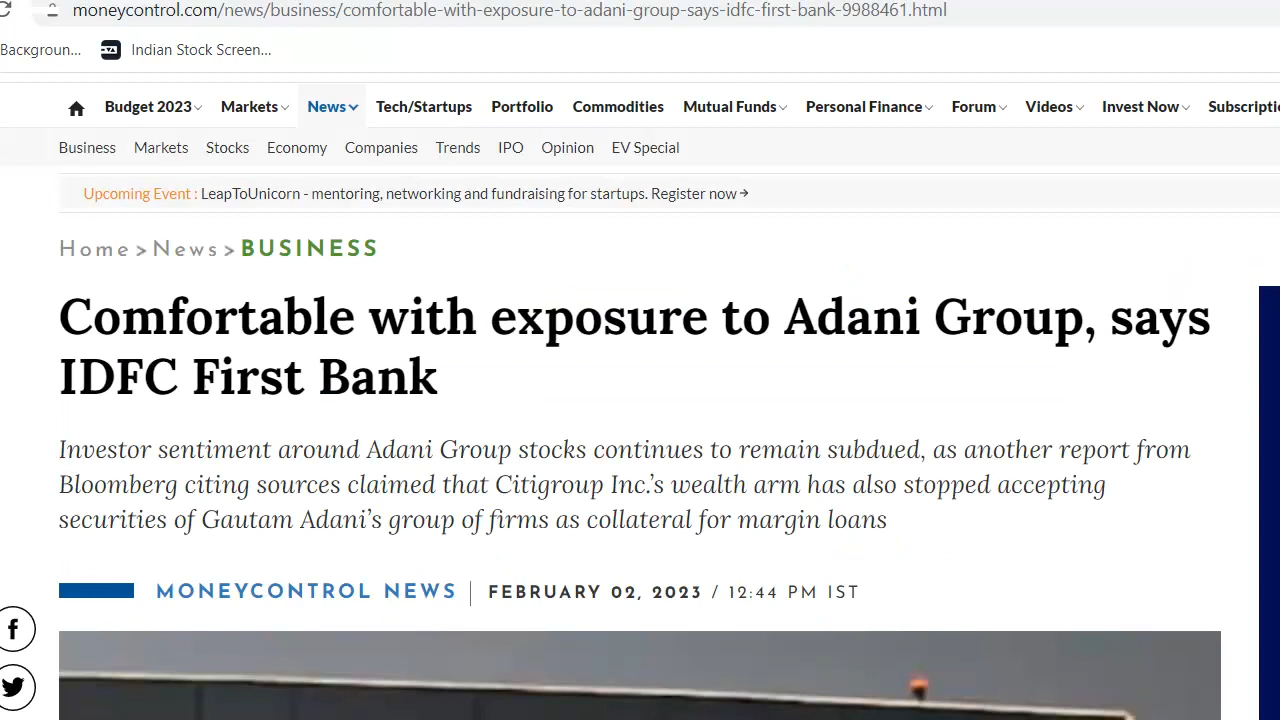 moneycontrol.com/news/business/comfortable-with-exposure-to-adani-group-says-idfc-first-bank-9988461.html
Backgroun... Indian Stock Screen...
Budget 2023 Markets News Tech/Startups Portfolio Commodities Mutual Funds Personal Finance Forum Videos Invest Now Subscripti
Business Markets Stocks Economy Companies Trends IPO Opinion EV Special
Upcoming Event : LeapToUnicorn - mentoring, networking and fundraising for startups. Register now →
Home > News > BUSINESS
Comfortable with exposure to Adani Group, says
IDFC First Bank
Investor sentiment around Adani Group stocks continues to remain subdued, as another report from
Bloomberg citing sources claimed that Citigroup Inc.’s wealth arm has also stopped accepting
securities of Gautam Adani’s group of firms as collateral for margin loans
MONEYCONTROL NEWS | FEBRUARY 02, 2023 / 12:44 PM IST